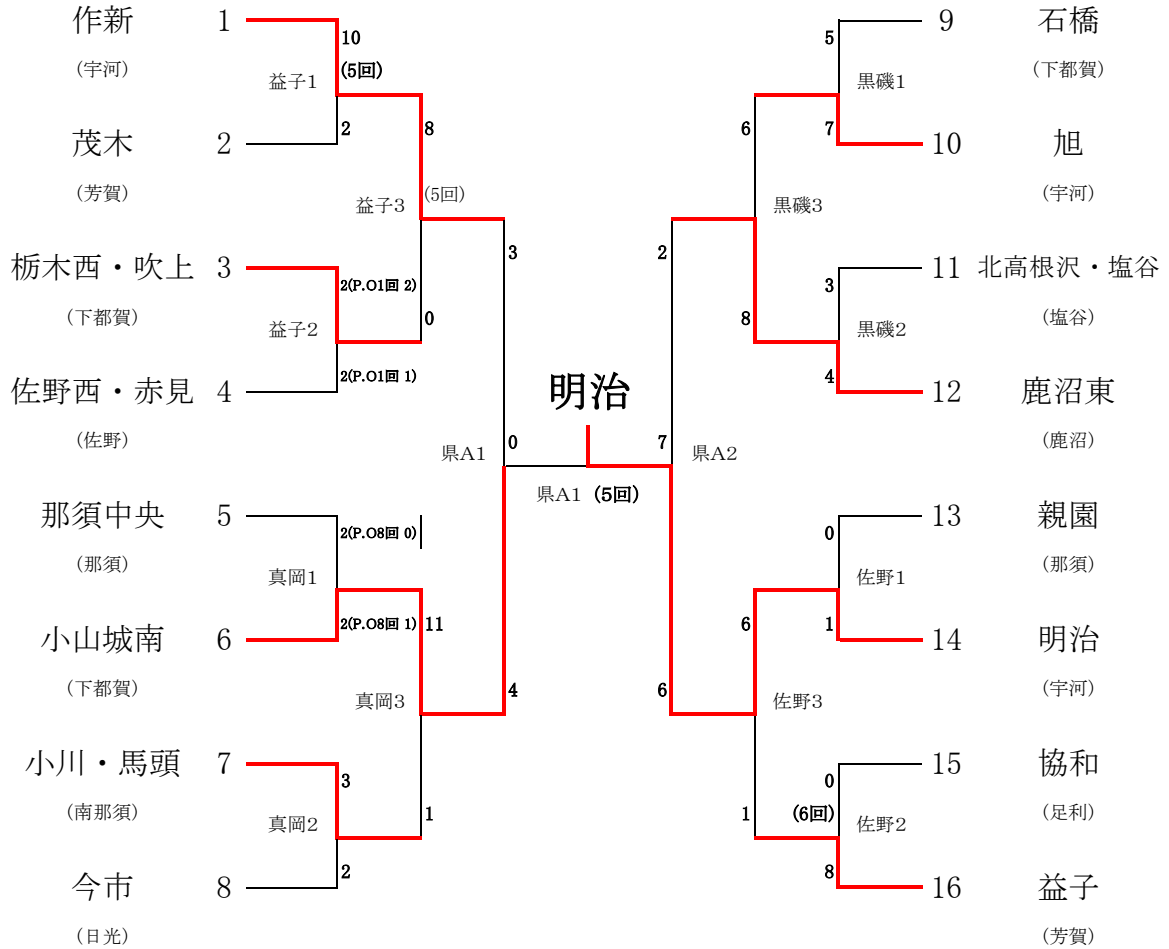 作新 1
(宇河)
10
(5回)
益子1
茂木 2
(芳賀)
2
8
(5回)
益子3
栃木西・吹上 3
(下都賀)
2(P.O1回 2)
益子2
0
佐野西・赤見 4
(佐野)
2(P.O1回 1)
3
県A1
0
那須中央 5
(那須)
2(P.O8回 0)
真岡1
小山城南 6
(下都賀)
2(P.O8回 1)
11
真岡3
4
小川・馬頭 7
(南那須)
3
真岡2
1
今市 8
(日光)
2
明治
県A1 (5回)
7
県A2
9 石橋
(下都賀)
5
黒磯1
10 旭
(宇河)
7
6
黒磯3
2
11 北高根沢・塩谷
(塩谷)
3
黒磯2
8
12 鹿沼東
(鹿沼)
4
13 親園
(那須)
0
佐野1
14 明治
(宇河)
1
6
佐野3
6
15 協和
(足利)
0
(6回)
佐野2
1
16 益子
(芳賀)
8